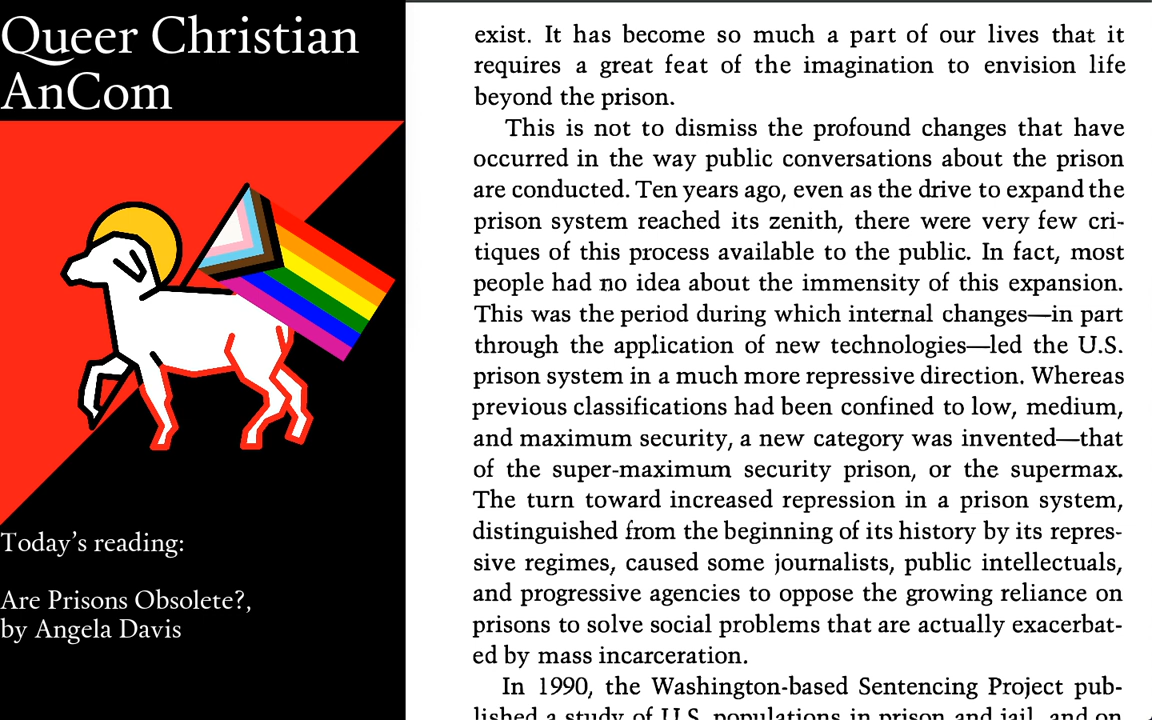 Queer Christian
AnCom
Today's reading:
Are Prisons Obsolete?,
by Angela Davis
exist. It has become so much a part of our lives that it
requires a great feat of the imagination to envision life
beyond the prison.
This is not to dismiss the profound changes that have
occurred in the way public conversations about the prison
are conducted. Ten years ago, even as the drive to expand the
prison system reached its zenith, there were very few cri-
tiques of this process available to the public. In fact, most
people had no idea about the immensity of this expansion.
This was the period during which internal changes—in part
through the application of new technologies—led the U.S.
prison system in a much more repressive direction. Whereas
previous classifications had been confined to low, medium,
and maximum security, a new category was invented—that
of the super-maximum security prison, or the supermax.
The turn toward increased repression in a prison system,
distinguished from the beginning of its history by its repres-
sive regimes, caused some journalists, public intellectuals,
and progressive agencies to oppose the growing reliance on
prisons to solve social problems that are actually exacerbat-
ed by mass incarceration.
In 1990, the Washington-based Sentencing Project pub-
lished a study of U.S. populations in prison and jail, and on